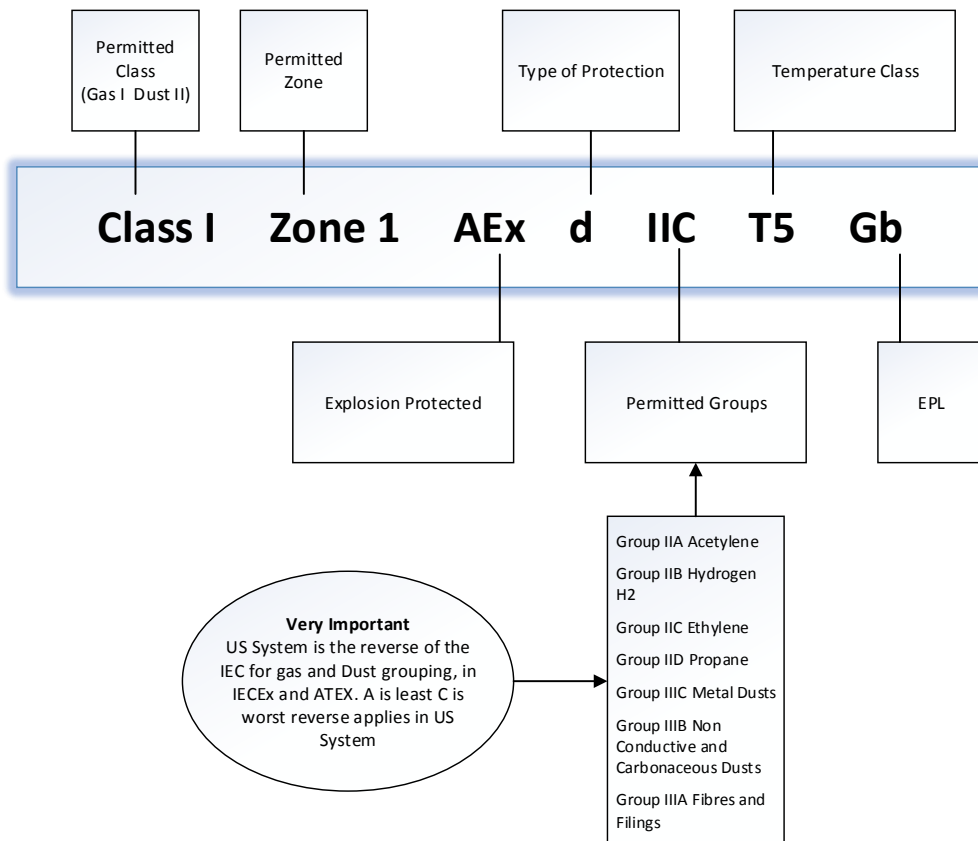 Permitted
Class
(Gas I Dust II)
Permitted
Zone
Type of Protection
Temperature Class
Class I Zone 1 AEx d IIC T5 Gb
Explosion Protected
Permitted Groups
EPL
Group IIA Acetylene
Group IIB Hydrogen
H2
Group IIC Ethylene
Group IID Propane
Group IIIC Metal Dusts
Group IIIB Non
Conductive and
Carbonaceous Dusts
Group IIIA Fibres and
Filings
Very Important
US System is the reverse of the
IEC for gas and Dust grouping, in
IECEx and ATEX. A is least C is
worst reverse applies in US
System